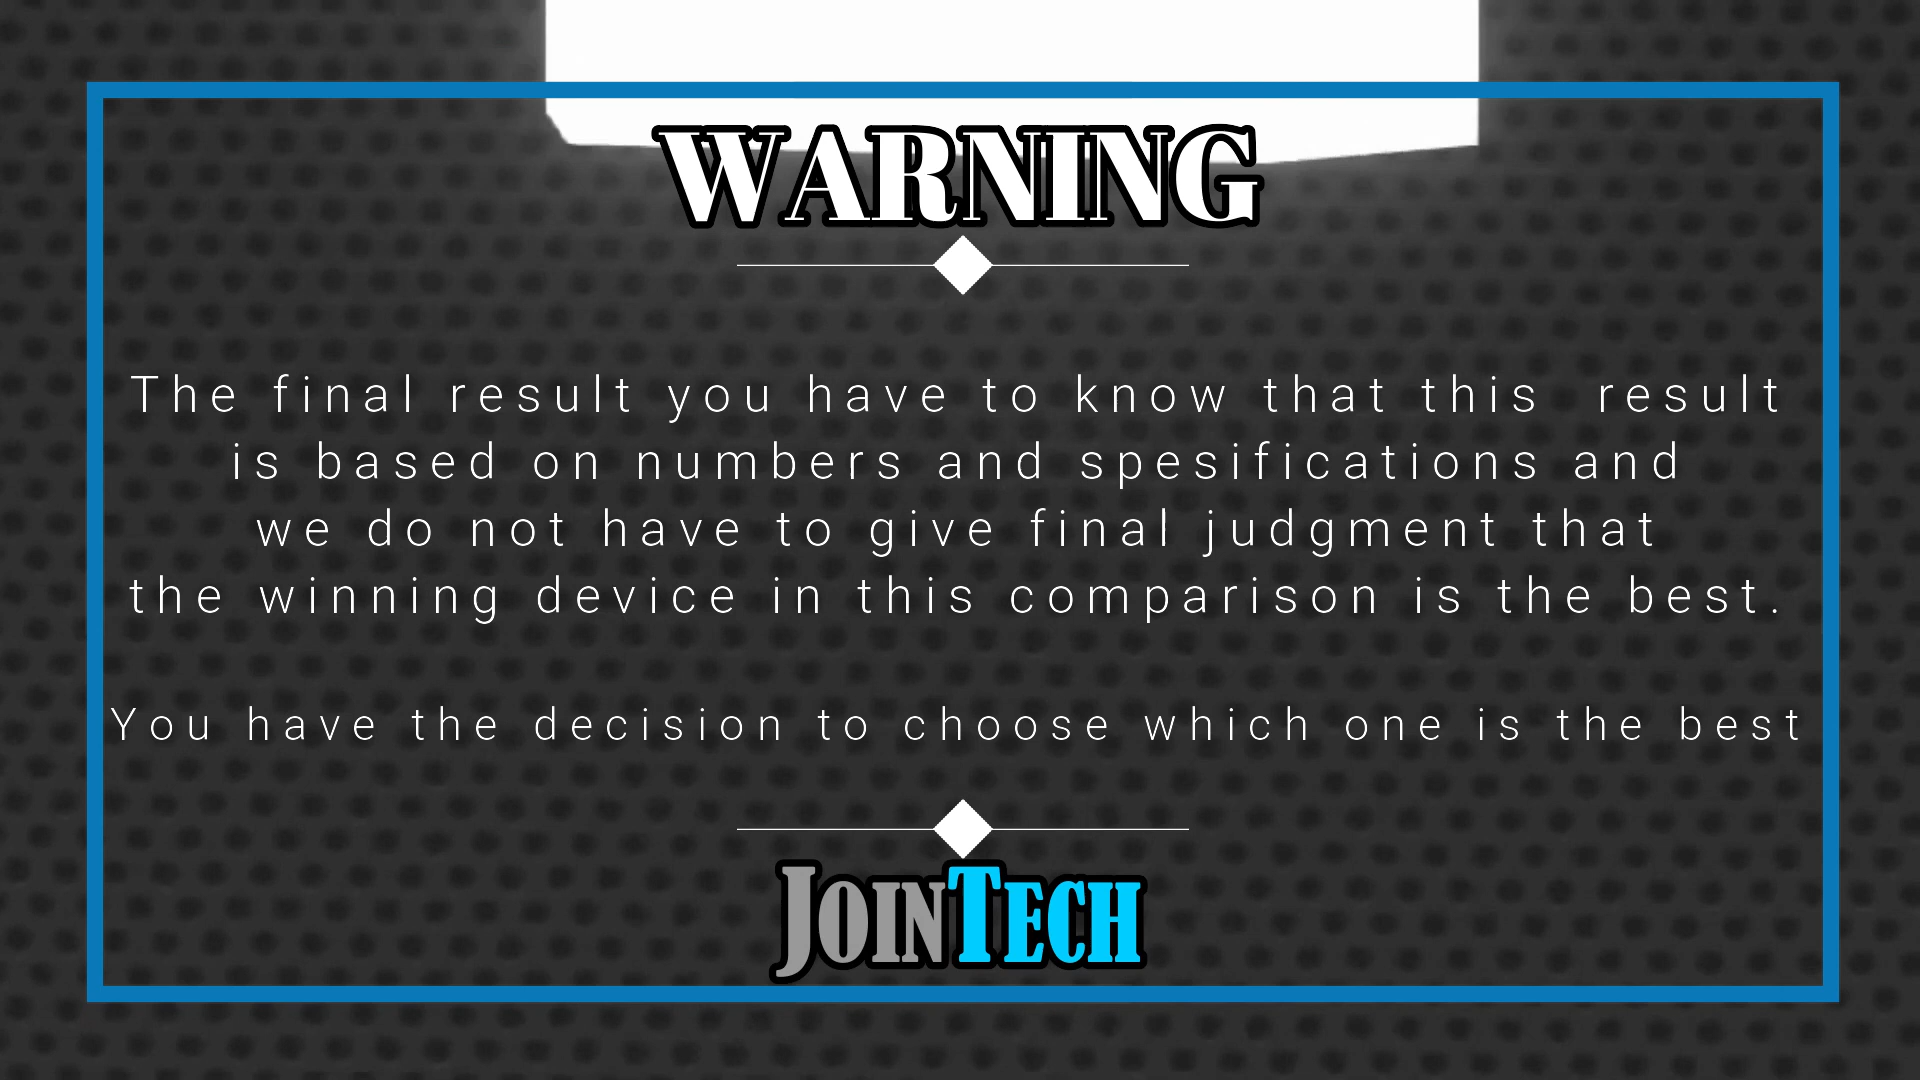 WARNING
The final result you have to know that this result
is based on numbers and spesifications and
we do not have to give final judgment that
the winning device in this comparison is the best.
You have the decision to choose which one is the best
JOINTECH